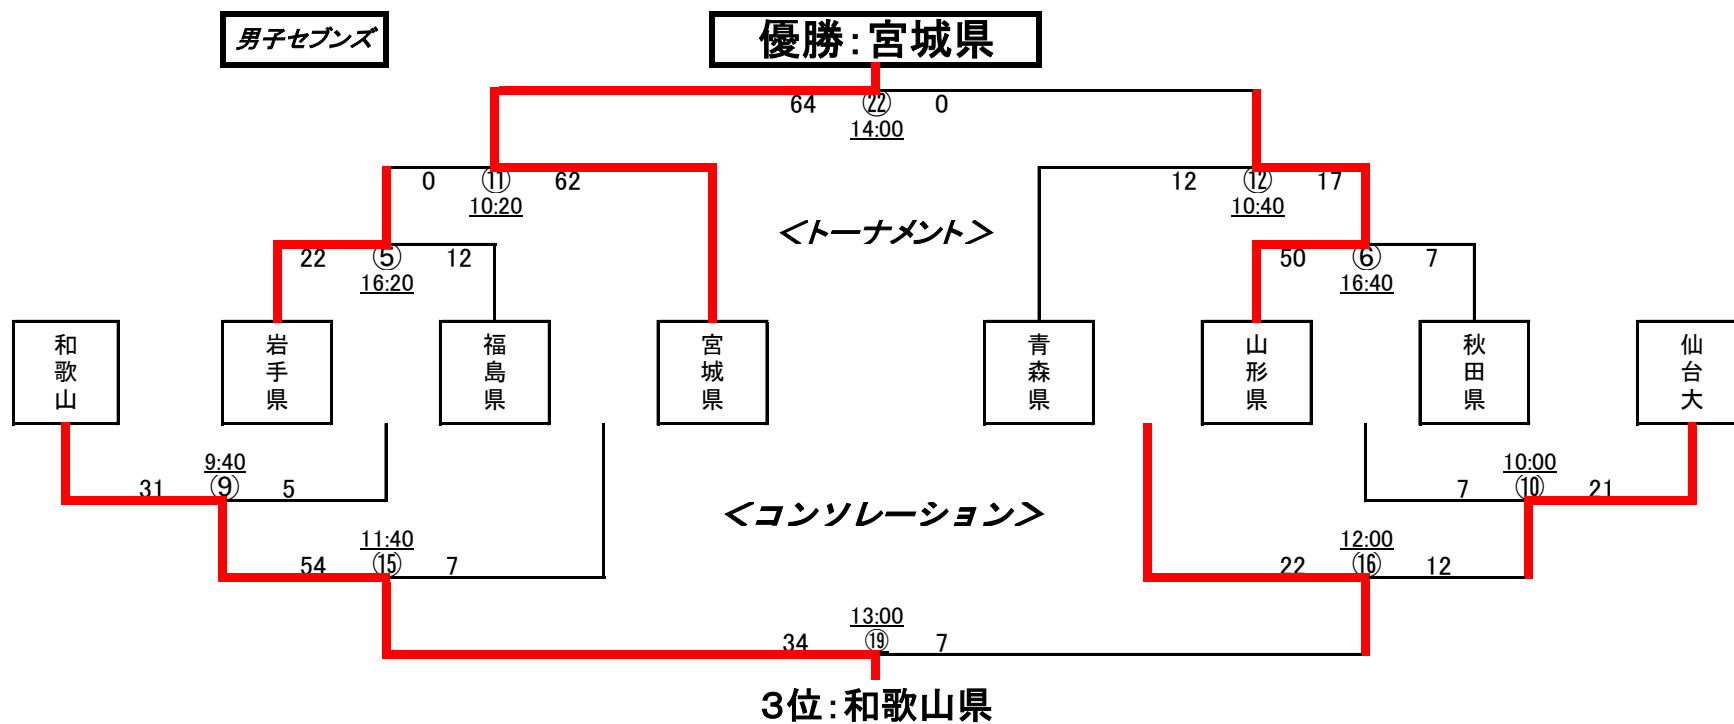 男子セブンズ
優勝：宮城県
64 ㉒ 0
14:00
0 ⑪ 62
10:20
12 ⑫ 17
10:40
＜トーナメント＞
22 ⑤ 12
16:20
50 ⑥ 7
16:40
和歌山
岩手県
福島県
宮城県
青森県
山形県
秋田県
仙台大
9:40
31 ⑨ 5
10:00
7 ⑩ 21
＜コンソレーション＞
11:40
54 ⑮ 7
12:00
22 ⑯ 12
13:00
34 ⑲ 7
３位：和歌山県